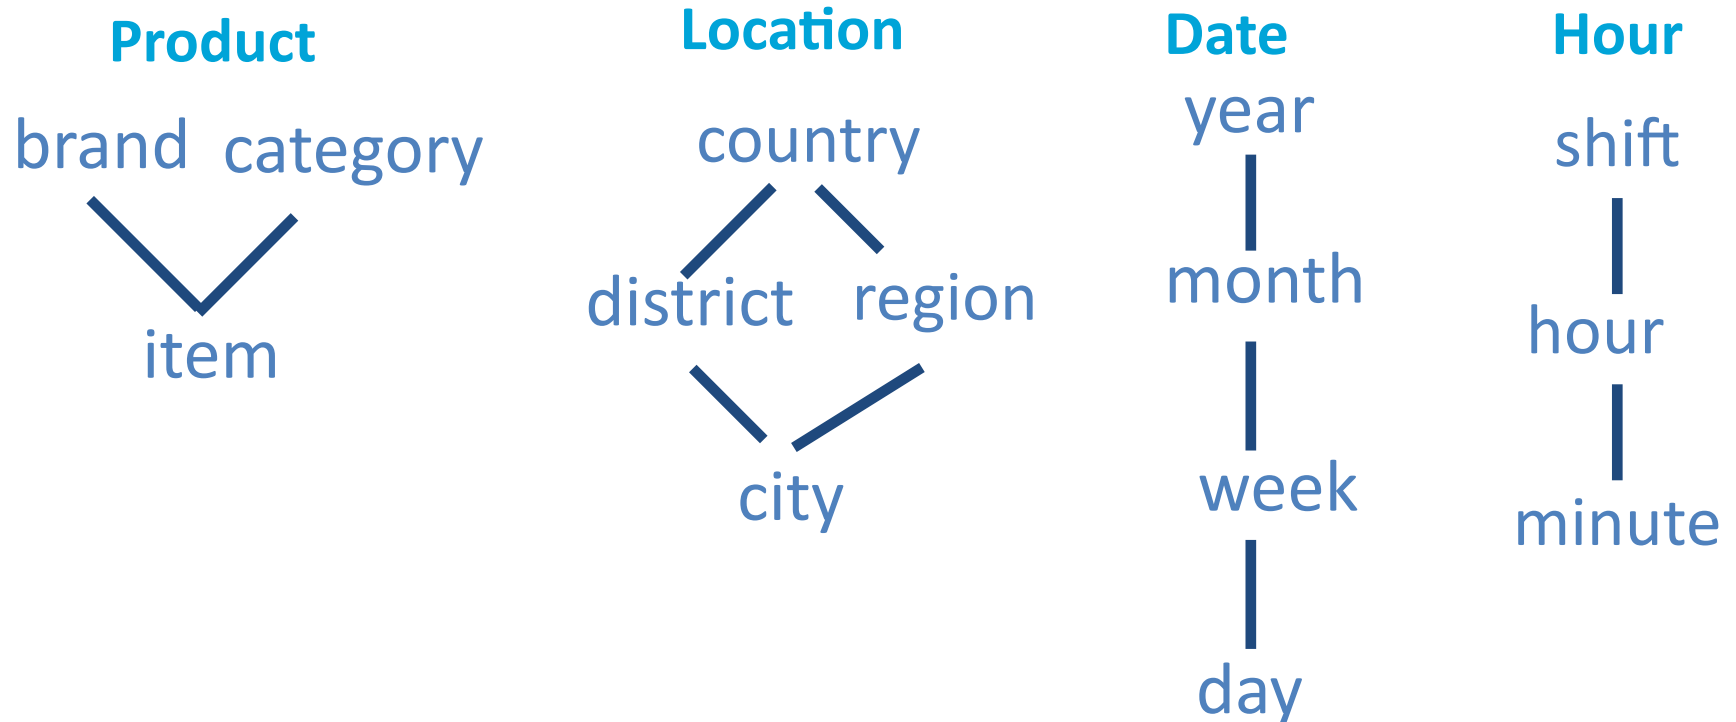 Product
brand category
item
Location
country
district region
city
Date
year
month
week
day
Hour
shift
hour
minute